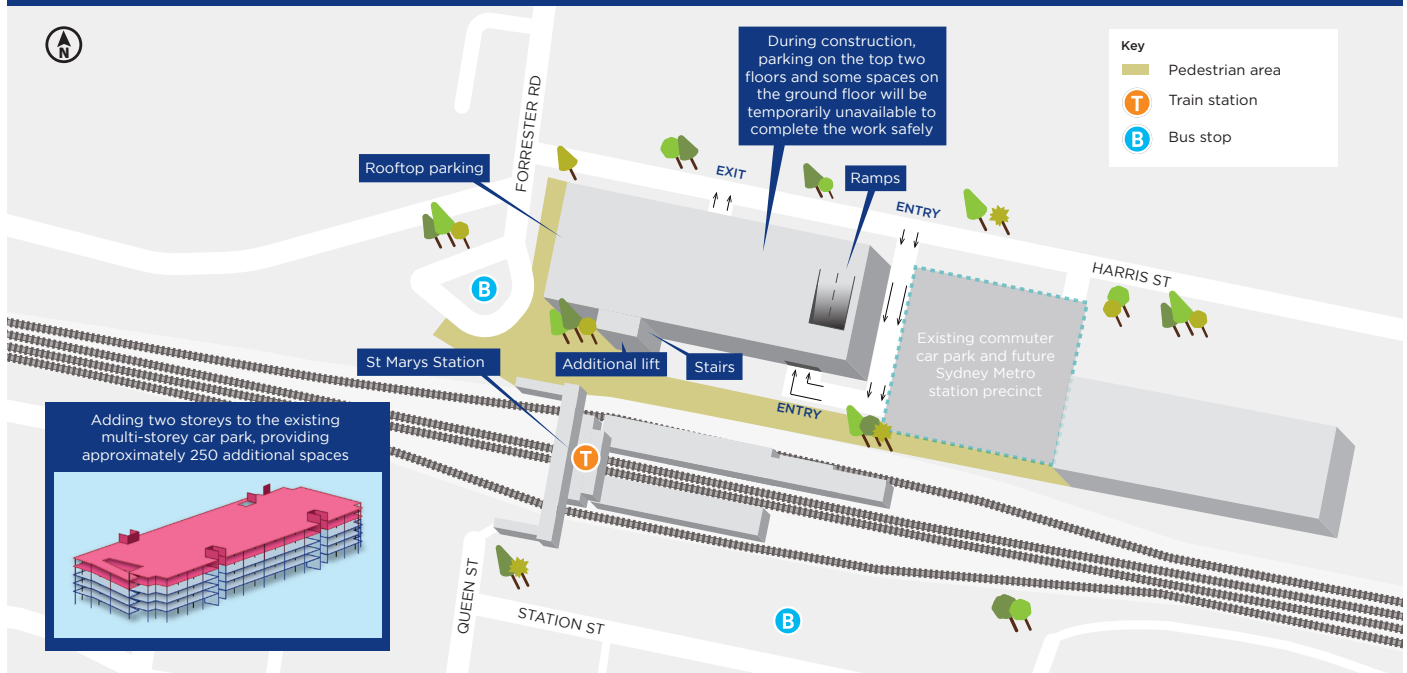 N
During construction,
parking on the top two
floors and some spaces on
the ground floor will be
temporarily unavailable to
complete the work safely
Key
Pedestrian area
T
Train station
B
Bus stop
FORRESTER RD
Rooftop parking
EXIT
Ramps
ENTRY
HARRIS ST
B
Existing commuter
car park and future
Sydney Metro
station precinct
St Marys Station
Additional lift
Stairs
ENTRY
T
Adding two storeys to the existing
multi-storey car park, providing
approximately 250 additional spaces
QUEEN ST
STATION ST
B